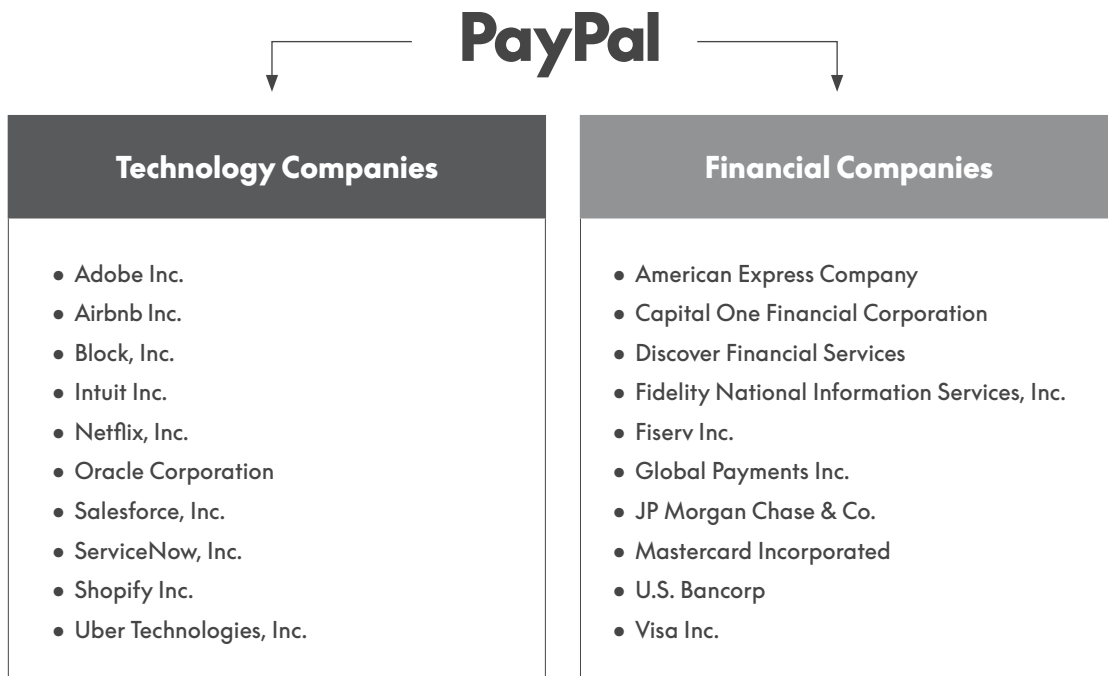 PayPal
Technology Companies
• Adobe Inc.
• Airbnb Inc.
• Block, Inc.
• Intuit Inc.
• Netflix, Inc.
• Oracle Corporation
• Salesforce, Inc.
• ServiceNow, Inc.
• Shopify Inc.
• Uber Technologies, Inc.
Financial Companies
• American Express Company
• Capital One Financial Corporation
• Discover Financial Services
• Fidelity National Information Services, Inc.
• Fiserv Inc.
• Global Payments Inc.
• JP Morgan Chase & Co.
• Mastercard Incorporated
• U.S. Bancorp
• Visa Inc.